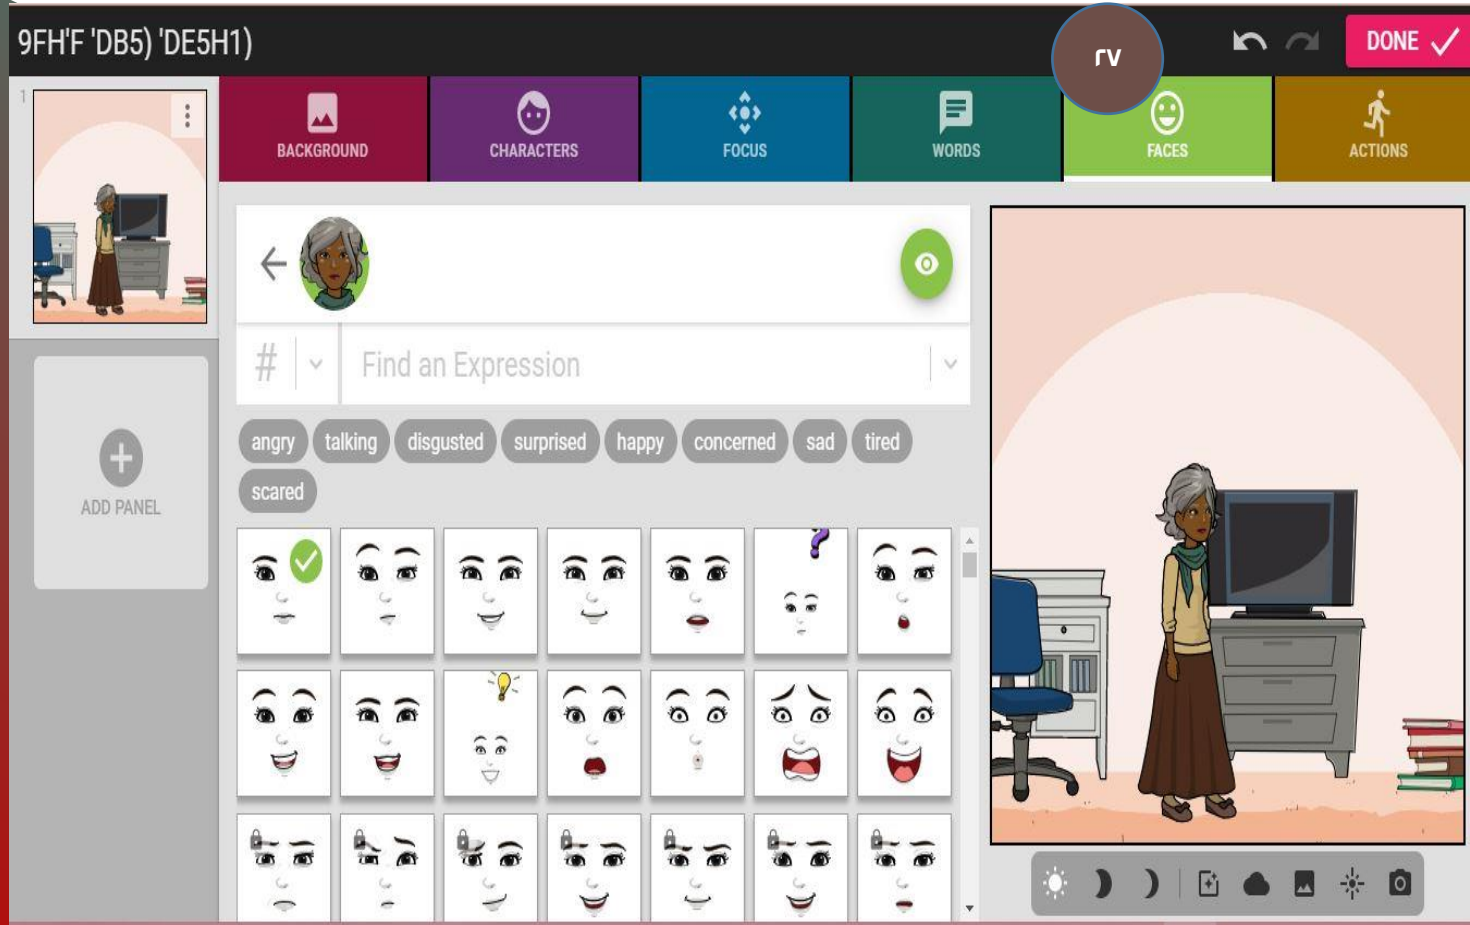 9FH'F 'DB5) 'DE5H1)
rv
DONE
1
BACKGROUND
CHARACTERS
FOCUS
WORDS
FACES
ACTIONS
# Find an Expression
angry talking disgusted surprised happy concerned sad tired
scared
ADD PANEL
?